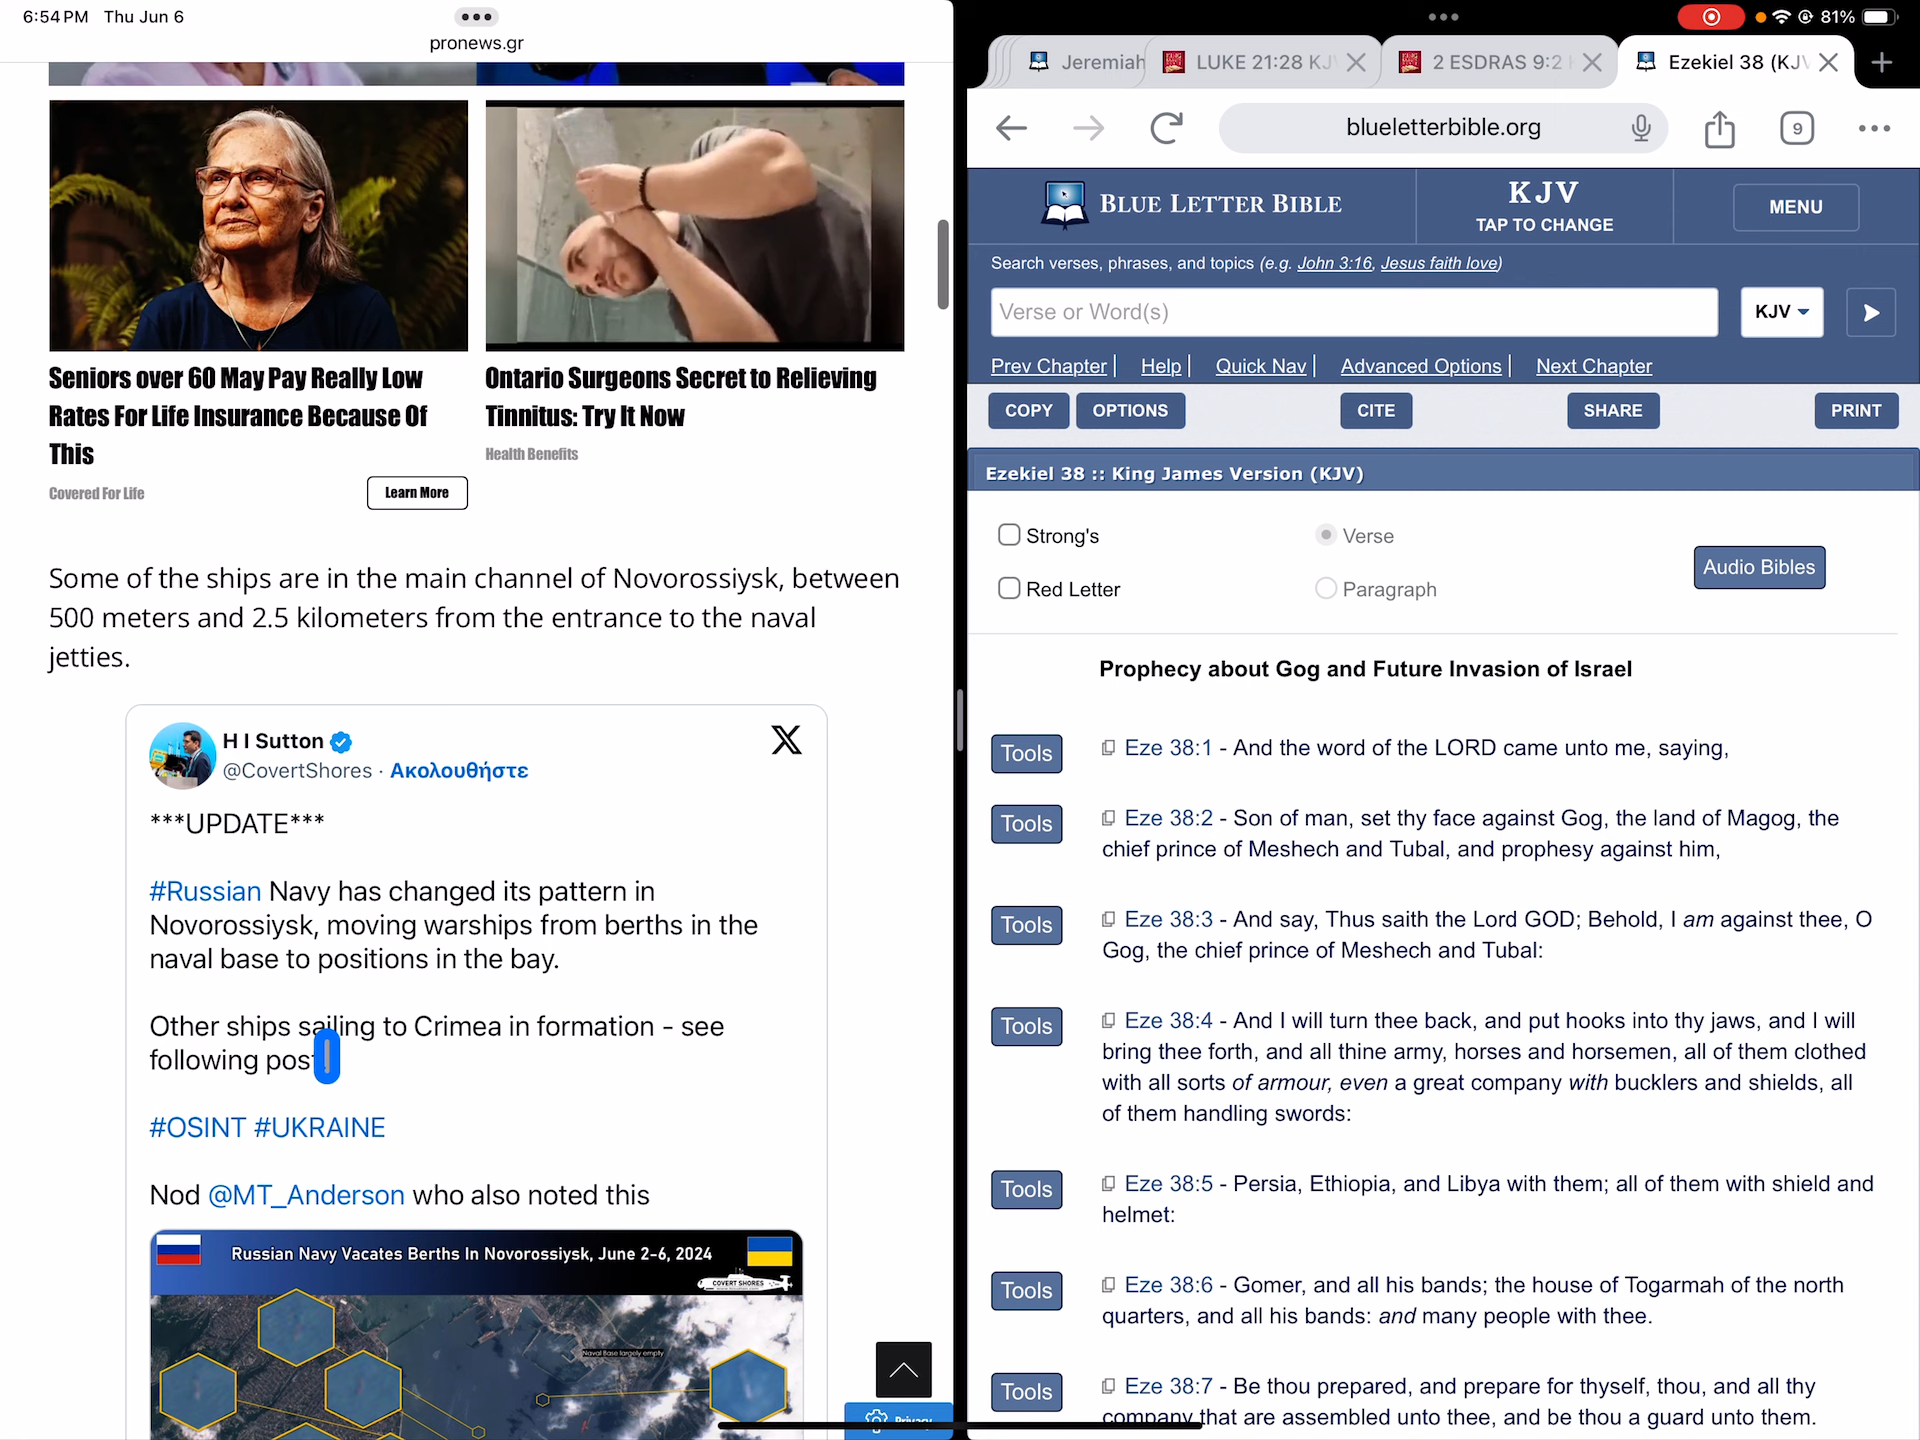 6:54 PM Thu Jun 6
pronews.gr
Seniors over 60 May Pay Really Low
Rates For Life Insurance Because Of
This
Covered For Life
Learn More
Ontario Surgeons Secret to Relieving
Tinnitus: Try It Now
Health Benefits
Some of the ships are in the main channel of Novorossiysk, between
500 meters and 2.5 kilometers from the entrance to the naval
jetties.
H I Sutton
@CovertShores · Ακολουθήστε
***UPDATE***
#Russian Navy has changed its pattern in
Novorossiysk, moving warships from berths in the
naval base to positions in the bay.
Other ships sailing to Crimea in formation - see
following post
#OSINT #UKRAINE
Nod @MT_Anderson who also noted this
Russian Navy Vacates Berths In Novorossiysk, June 2-6, 2024
COVERT SHORES
Naval Base largely empty
Privacy
81%
Jeremiah
LUKE 21:28 KJ
2 ESDRAS 9:2
Ezekiel 38 (KJV
blueletterbible.org
9
BLUE LETTER BIBLE
KJV
TAP TO CHANGE
MENU
Search verses, phrases, and topics (e.g. John 3:16, Jesus faith love)
Verse or Word(s)
KJV
Prev Chapter | Help | Quick Nav | Advanced Options | Next Chapter
COPY OPTIONS CITE SHARE PRINT
Ezekiel 38 :: King James Version (KJV)
Strong's Verse
Audio Bibles
Red Letter Paragraph
Prophecy about Gog and Future Invasion of Israel
Tools Eze 38:1 - And the word of the LORD came unto me, saying,
Tools Eze 38:2 - Son of man, set thy face against Gog, the land of Magog, the
chief prince of Meshech and Tubal, and prophesy against him,
Tools Eze 38:3 - And say, Thus saith the Lord GOD; Behold, I am against thee, O
Gog, the chief prince of Meshech and Tubal:
Tools Eze 38:4 - And I will turn thee back, and put hooks into thy jaws, and I will
bring thee forth, and all thine army, horses and horsemen, all of them clothed
with all sorts of armour, even a great company with bucklers and shields, all
of them handling swords:
Tools Eze 38:5 - Persia, Ethiopia, and Libya with them; all of them with shield and
helmet:
Tools Eze 38:6 - Gomer, and all his bands; the house of Togarmah of the north
quarters, and all his bands: and many people with thee.
Tools Eze 38:7 - Be thou prepared, and prepare for thyself, thou, and all thy
company that are assembled unto thee, and be thou a guard unto them.